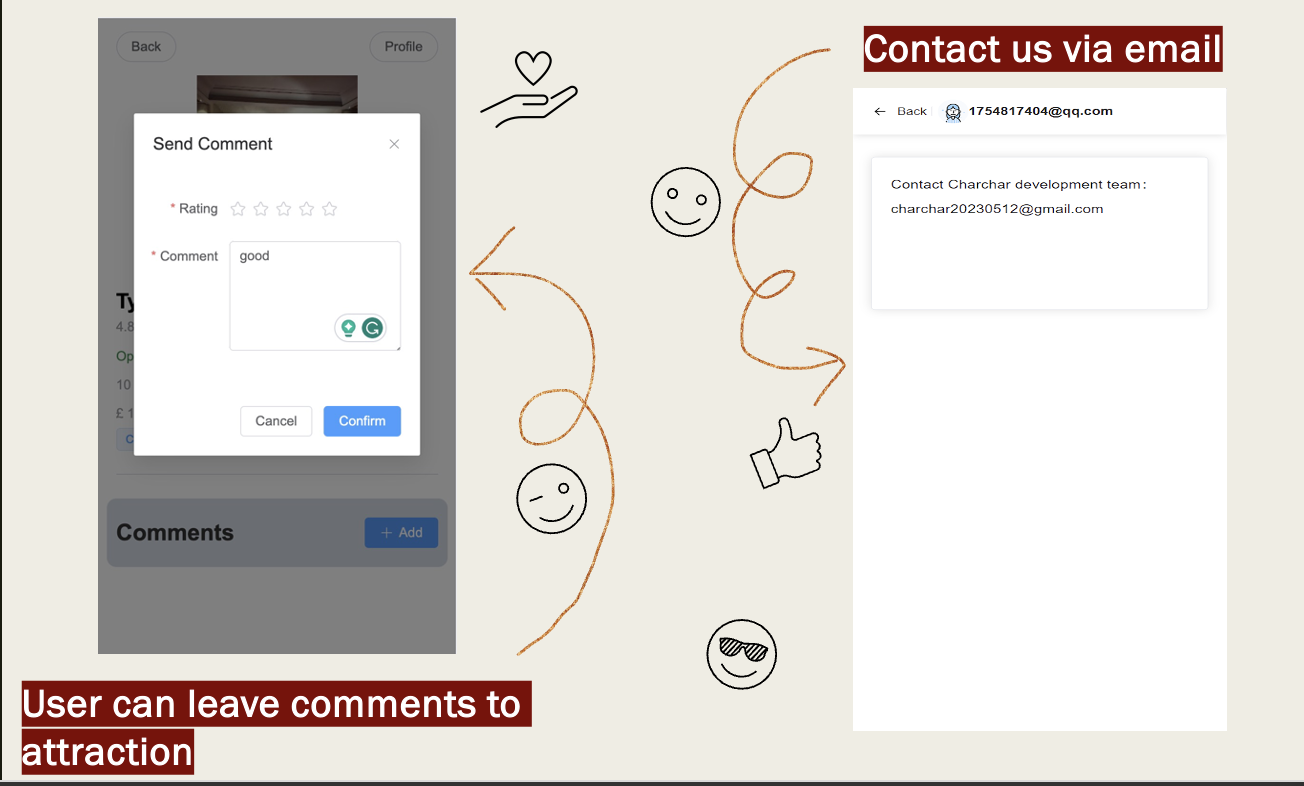 Back
Profile
Send Comment
* Rating
* Comment
good
Ty
4.8
Op
10
£ 1
C
Cancel
Confirm
Comments
+ Add
User can leave comments to
attraction
Contact us via email
← Back
1754817404@qq.com
Contact Charchar development team:
charchar20230512@gmail.com